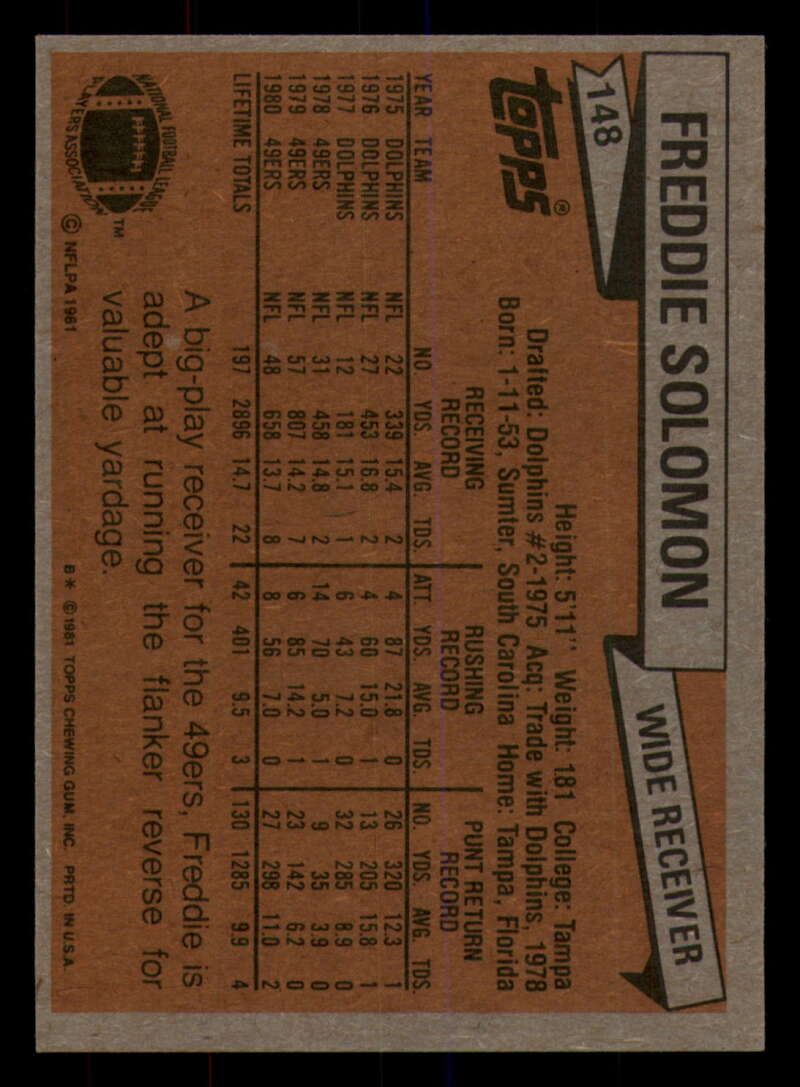 148
FREDDIE SOLOMON
WIDE RECEIVER
topps®
Height: 5'11" Weight: 181 College: Tampa
Drafted: Dolphins #2-1975 Acq: Trade with Dolphins, 1978
Born: 1-11-53, Sumter, South Carolina Home: Tampa, Florida
RECEIVING RECORD RUSHING RECORD PUNT RETURN RECORD
YEAR TEAM NO. YDS. AVG. TDS. ATT. YDS. AVG. TDS. NO. YDS. AVG. TDS.
1975 DOLPHINS NFL 22 339 15.4 2 4 87 21.8 0 26 320 12.3 1
1976 DOLPHINS NFL 27 453 16.8 2 4 60 15.0 1 13 205 15.8 1
1977 DOLPHINS NFL 12 181 15.1 1 6 43 7.2 0 32 285 8.9 0
1978 49ERS NFL 31 458 14.8 2 14 70 5.0 1 9 35 3.9 0
1979 49ERS NFL 57 807 14.2 7 6 85 14.2 1 23 142 6.2 0
1980 49ERS NFL 48 658 13.7 8 8 56 7.0 0 27 298 11.0 2
LIFETIME TOTALS 197 2896 14.7 22 42 401 9.5 3 130 1285 9.9 4
NATIONAL FOOTBALL LEAGUE
PLAYERS ASSOCIATION
TM
© NFLPA 1981
A big-play receiver for the 49ers, Freddie is
adept at running the flanker reverse for
valuable yardage.
B* ©1981 TOPPS CHEWING GUM, INC. PRTD. IN U.S.A.